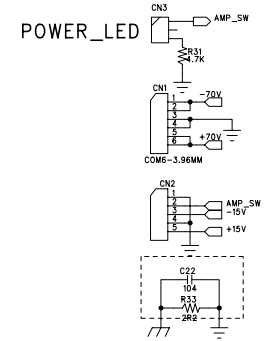 CN3
AMP_SW
POWER_LED
R31
4.7K
CN1
1
2
3
4
5
6
-70V
+70V
COM6-3.96MM
CN2
1
2
3
4
5
AMP_SW
-15V
+15V
C22
104
R33
2R2